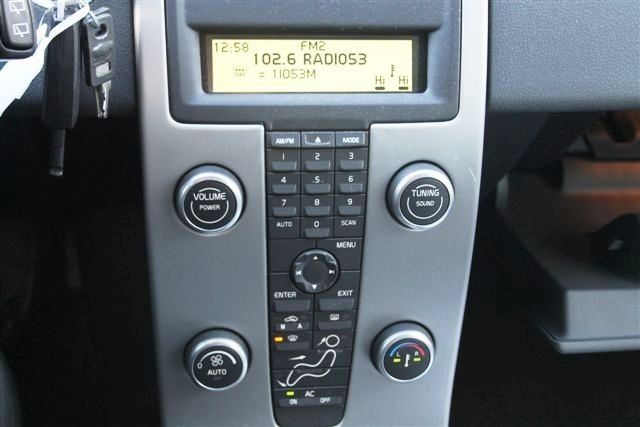 12:58 FM2
102.6 RADIO53
= 11053M
Hi Hi
AM/FM MODE
1 2 3
4 5 6
7 8 9
AUTO 0 SCAN
VOLUME
POWER
TUNING
SOUND
MENU
ENTER EXIT
M A
0 AUTO
L R
AC
ON OFF